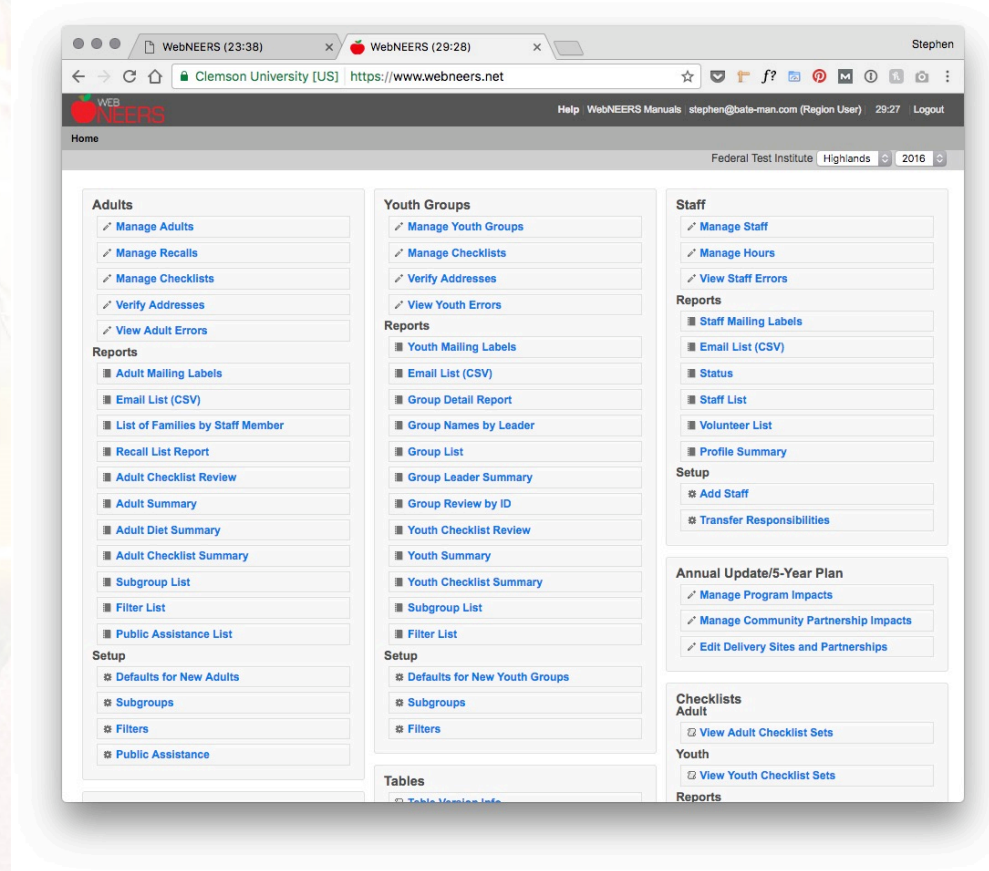 WebNEERS (23:38)
WebNEERS (29:28)
Stephen
Clemson University [US] https://www.webneers.net
f?
WEB
NEERS
Help WebNEERS Manuals stephen@bate-man.com (Region User) 29:27 Logout
Home
Federal Test Institute Highlands 2016
Adults
Manage Adults
Manage Recalls
Manage Checklists
Verify Addresses
View Adult Errors
Reports
Adult Mailing Labels
Email List (CSV)
List of Families by Staff Member
Recall List Report
Adult Checklist Review
Adult Summary
Adult Diet Summary
Adult Checklist Summary
Subgroup List
Filter List
Public Assistance List
Setup
Defaults for New Adults
Subgroups
Filters
Public Assistance
Youth Groups
Manage Youth Groups
Manage Checklists
Verify Addresses
View Youth Errors
Reports
Youth Mailing Labels
Email List (CSV)
Group Detail Report
Group Names by Leader
Group List
Group Leader Summary
Group Review by ID
Youth Checklist Review
Youth Summary
Youth Checklist Summary
Subgroup List
Filter List
Setup
Defaults for New Youth Groups
Subgroups
Filters
Tables
Table Version Info
Staff
Manage Staff
Manage Hours
View Staff Errors
Reports
Staff Mailing Labels
Email List (CSV)
Status
Staff List
Volunteer List
Profile Summary
Setup
Add Staff
Transfer Responsibilities
Annual Update/5-Year Plan
Manage Program Impacts
Manage Community Partnership Impacts
Edit Delivery Sites and Partnerships
Checklists
Adult
View Adult Checklist Sets
Youth
View Youth Checklist Sets
Reports